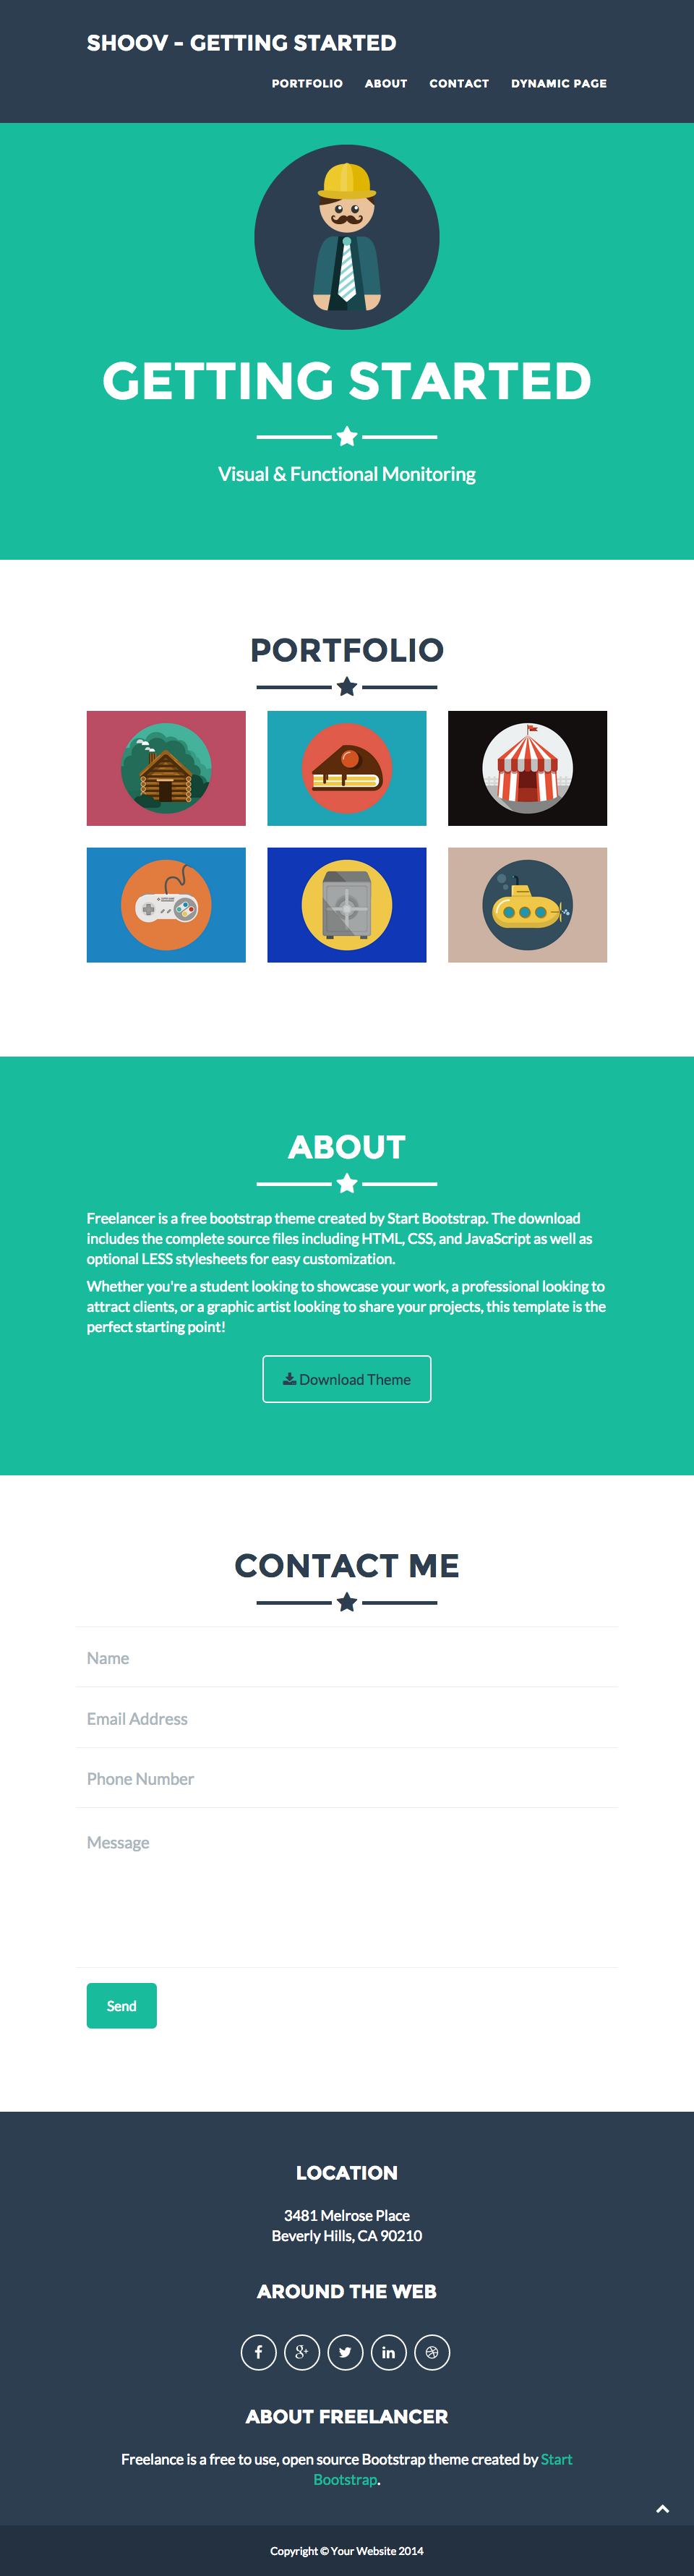 SHOOV - GETTING STARTED
PORTFOLIO ABOUT CONTACT DYNAMIC PAGE
GETTING STARTED
Visual & Functional Monitoring
PORTFOLIO
ABOUT
Freelancer is a free bootstrap theme created by Start Bootstrap. The download
includes the complete source files including HTML, CSS, and JavaScript as well as
optional LESS stylesheets for easy customization.
Whether you're a student looking to showcase your work, a professional looking to
attract clients, or a graphic artist looking to share your projects, this template is the
perfect starting point!
Download Theme
CONTACT ME
Name
Email Address
Phone Number
Message
Send
LOCATION
3481 Melrose Place
Beverly Hills, CA 90210
AROUND THE WEB
ABOUT FREELANCER
Freelance is a free to use, open source Bootstrap theme created by Start
Bootstrap.
Copyright © Your Website 2014